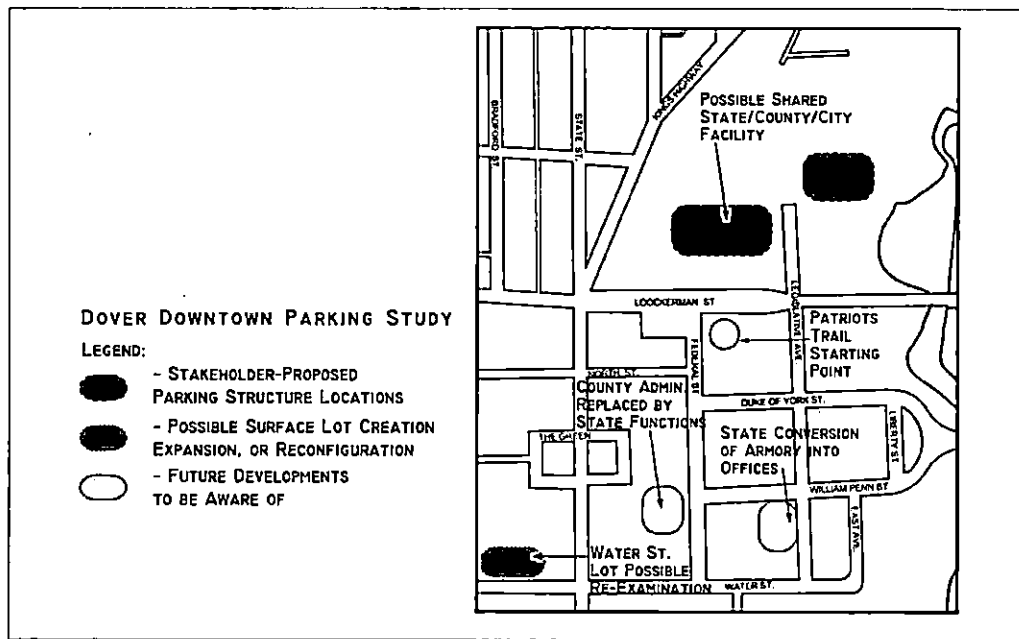 DOVER DOWNTOWN PARKING STUDY
LEGEND:
- STAKEHOLDER-PROPOSED
PARKING STRUCTURE LOCATIONS
- POSSIBLE SURFACE LOT CREATION
EXPANSION, OR RECONFIGURATION
- FUTURE DEVELOPMENTS
TO BE AWARE OF
BRADFORD ST.
STATE ST.
KINGS HIGHWAY
POSSIBLE SHARED
STATE/COUNTY/CITY
FACILITY
LOOCKERMAN ST
LEGISLATIVE AVE.
PATRIOTS
TRAIL
STARTING
POINT
FEDERAL ST
NORTH ST.
COUNTY ADMIN.
REPLACED BY
STATE FUNCTIONS
DUKE OF YORK ST.
LIBERTY ST.
THE GREEN
STATE CONVERSION
OF ARMORY INTO
OFFICES
WILLIAM PENN ST
EAST AVE.
WATER ST.
LOT POSSIBLE
RE-EXAMINATION
WATER ST.